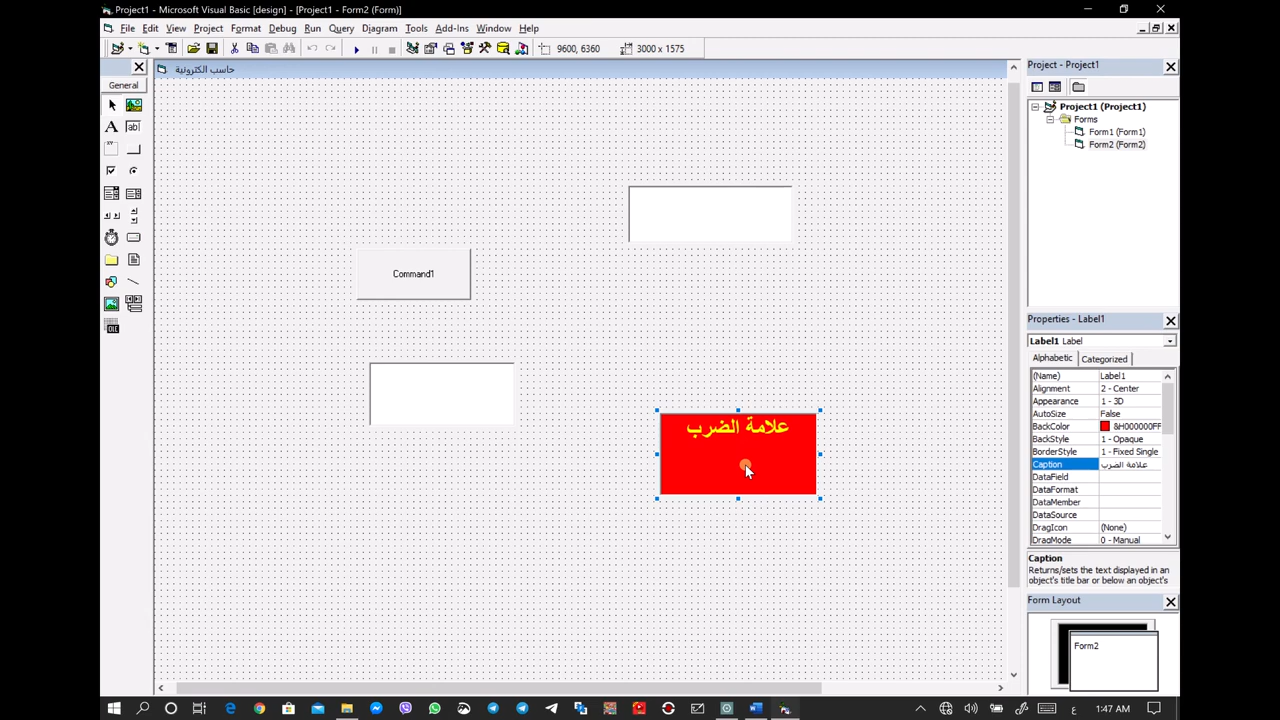 Project1 - Microsoft Visual Basic [design] - [Project1 - Form2 (Form)]
File Edit View Project Format Debug Run Query Diagram Tools Add-Ins Window Help
9600, 6360 3000 x 1575
General
حاسب الكترونية
Command1
علامة الضرب
Project - Project1
Project1 (Project1)
Forms
Form1 (Form1)
Form2 (Form2)
Properties - Label1
Label1 Label
Alphabetic Categorized
(Name) Label1
Alignment 2 - Center
Appearance 1 - 3D
AutoSize False
BackColor &H000000FF
BackStyle 1 - Opaque
BorderStyle 1 - Fixed Single
Caption علامة الضرب
DataField
DataFormat
DataMember
DataSource
DragIcon (None)
DragMode 0 - Manual
Caption
Returns/sets the text displayed in an
object's title bar or below an object's
Form Layout
Form2
ع 1:47 AM